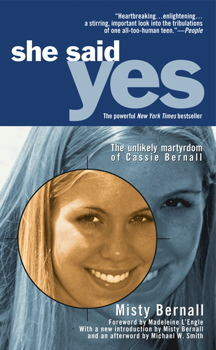 "Heartbreaking...enlightening...
a stirring, important look into the tribulations
of one all-too-human teen."—People
she said
yes
The powerful New York Times bestseller
The unlikely martyrdom
of Cassie Bernall
Misty Bernall
Foreword by Madeleine L'Engle
With a new introduction by Misty Bernall
and an afterword by Michael W. Smith